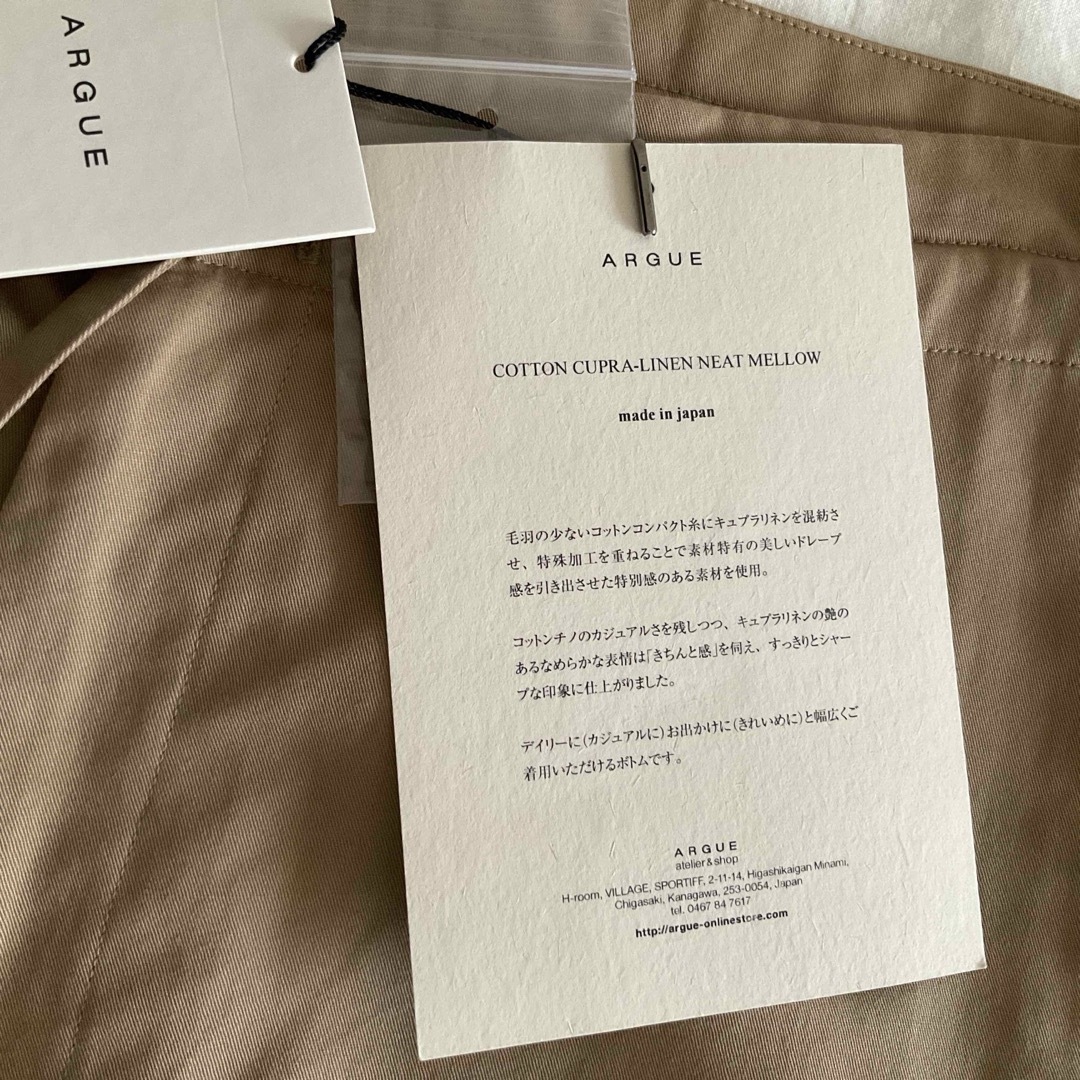 ARGUE
ARGUE
COTTON CUPRA-LINEN NEAT MELLOW
made in japan
毛羽の少ないコットンコンパクト糸にキュプラリネンを混紡さ
せ、特殊加工を重ねることで素材特有の美しいドレープ
感を引き出させた特別感のある素材を使用。
コットンチノのカジュアルさを残しつつ、キュプラリネンの艶の
あるなめらかな表情は「きちんと感」を伺え、すっきりとシャー
プな印象に仕上がりました。
デイリーに(カジュアルに)お出かけに(きれいめに)と幅広くご
着用いただけるボトムです。
ARGUE
atelier&shop
H-room, VILLAGE, SPORTIFF, 2-11-14, Higashikaigan Minami,
Chigasaki, Kanagawa, 253-0054, Japan
tel. 0467 84 7617
http://argue-onlinestore.com